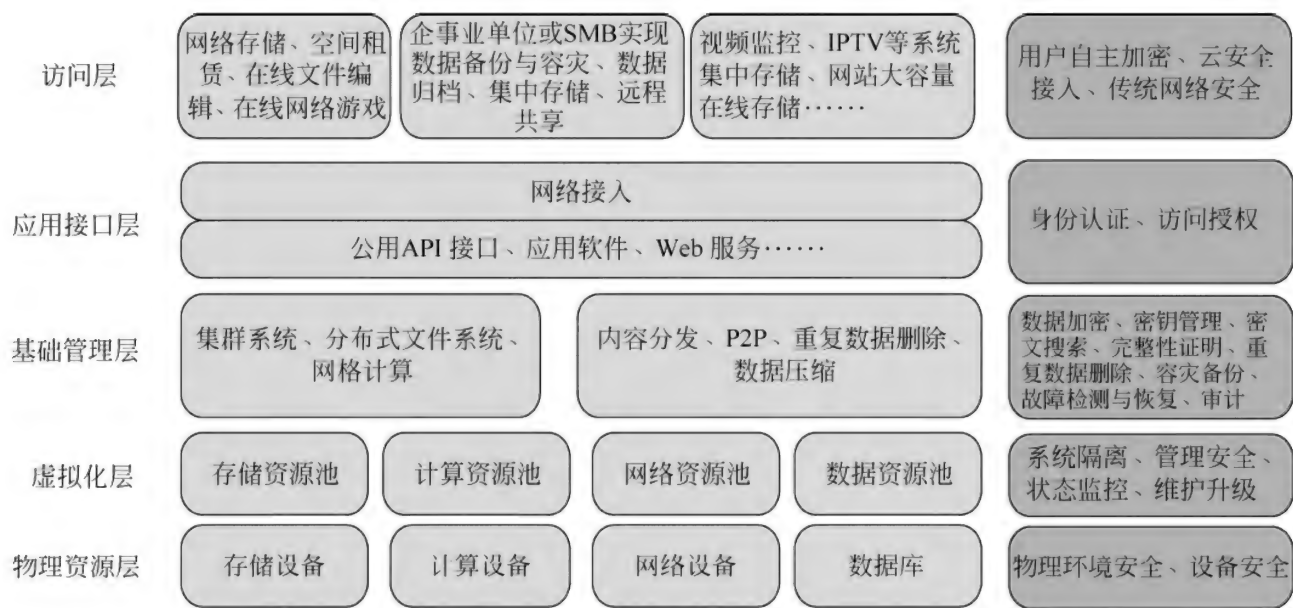 访问层
网络存储、空间租
赁、在线文件编
辑、在线网络游戏
企事业单位或SMB实现
数据备份与容灾、数据
归档、集中存储、远程
共享
视频监控、IPTV等系统
集中存储、网站大容量
在线存储……
用户自主加密、云安全
接入、传统网络安全
应用接口层
网络接入
公用API 接口、应用软件、Web 服务……
身份认证、访问授权
基础管理层
集群系统、分布式文件系统、
网格计算
内容分发、P2P、重复数据删除、
数据压缩
数据加密、密钥管理、密
文搜索、完整性证明、重
复数据删除、容灾备份、
故障检测与恢复、审计
虚拟化层
存储资源池
计算资源池
网络资源池
数据资源池
系统隔离、管理安全、
状态监控、维护升级
物理资源层
存储设备
计算设备
网络设备
数据库
物理环境安全、设备安全